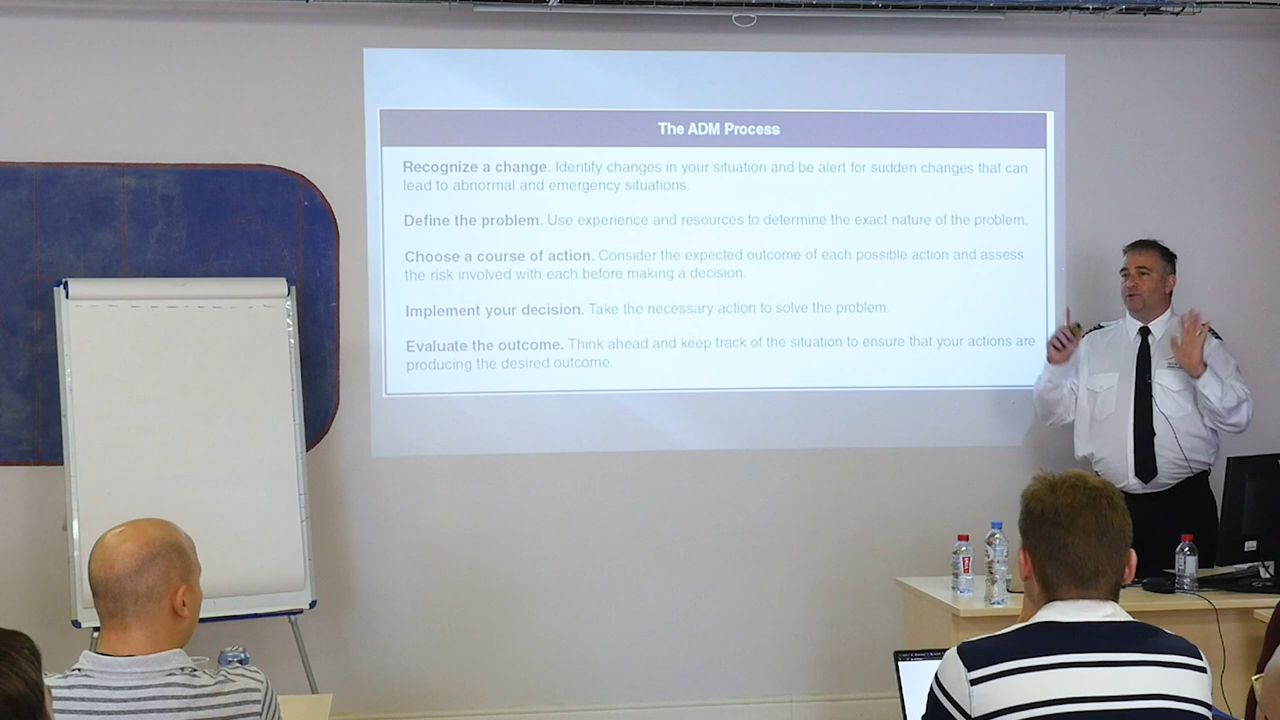 The ADM Process
Recognize a change. Identify changes in your situation and be alert for sudden changes that can
lead to abnormal and emergency situations.
Define the problem. Use experience and resources to determine the exact nature of the problem.
Choose a course of action. Consider the expected outcome of each possible action and assess
the risk involved with each before making a decision.
Implement your decision. Take the necessary action to solve the problem.
Evaluate the outcome. Think ahead and keep track of the situation to ensure that your actions are
producing the desired outcome.